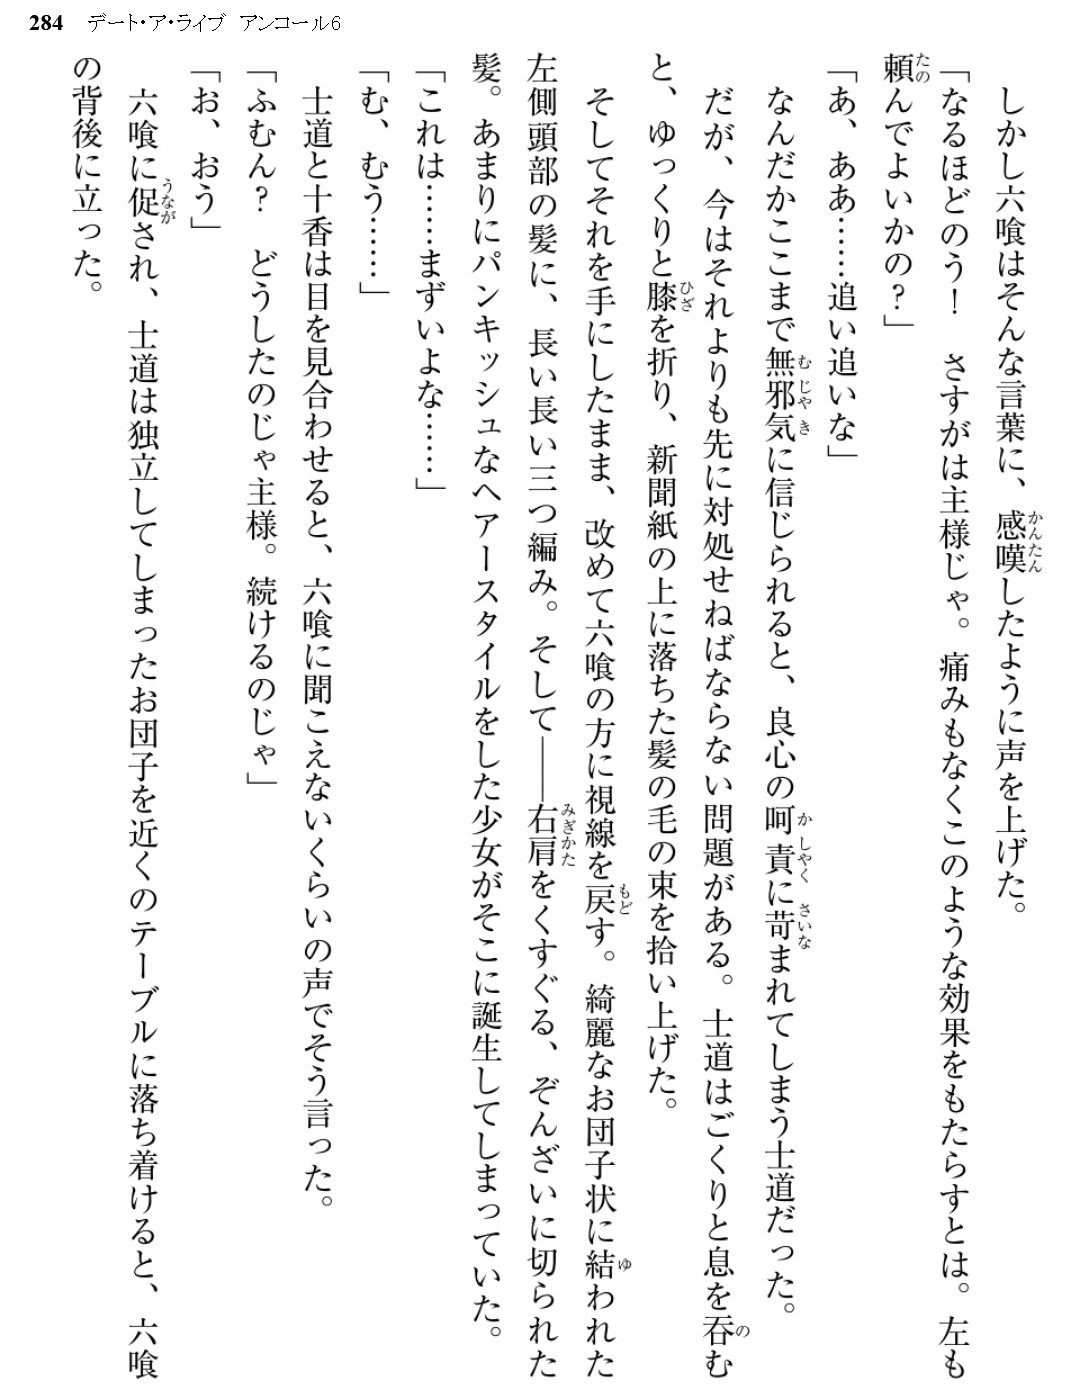 284 デート・ア・ライブ アンコール6
しかし六喰はそんな言葉に、感嘆したように声を上げた。
「なるほどのう！　さすがは主様じゃ。痛みもなくこのような効果をもたらすとは。左も
頼んでよいかの？」
「あ、ああ……追い追いな」
なんだかここまで無邪気に信じられると、良心の呵責に苛まれてしまう士道だった。
だが、今はそれよりも先に対処せねばならない問題がある。士道はごくりと息を呑む
と、ゆっくりと膝を折り、新聞紙の上に落ちた髪の毛の束を拾い上げた。
そしてそれを手にしたまま、改めて六喰の方に視線を戻す。綺麗なお団子状に結われた
左側頭部の髪に、長い長い三つ編み。そして――右肩をくすぐる、ぞんざいに切られた
髪。あまりにパンキッシュなヘアースタイルをした少女がそこに誕生してしまっていた。
「これは……まずいよな……」
「む、むう……」
士道と十香は目を見合わせると、六喰に聞こえないくらいの声でそう言った。
「ふむん？　どうしたのじゃ主様。続けるのじゃ」
「お、おう」
六喰に促され、士道は独立してしまったお団子を近くのテーブルに落ち着けると、六喰
の背後に立った。